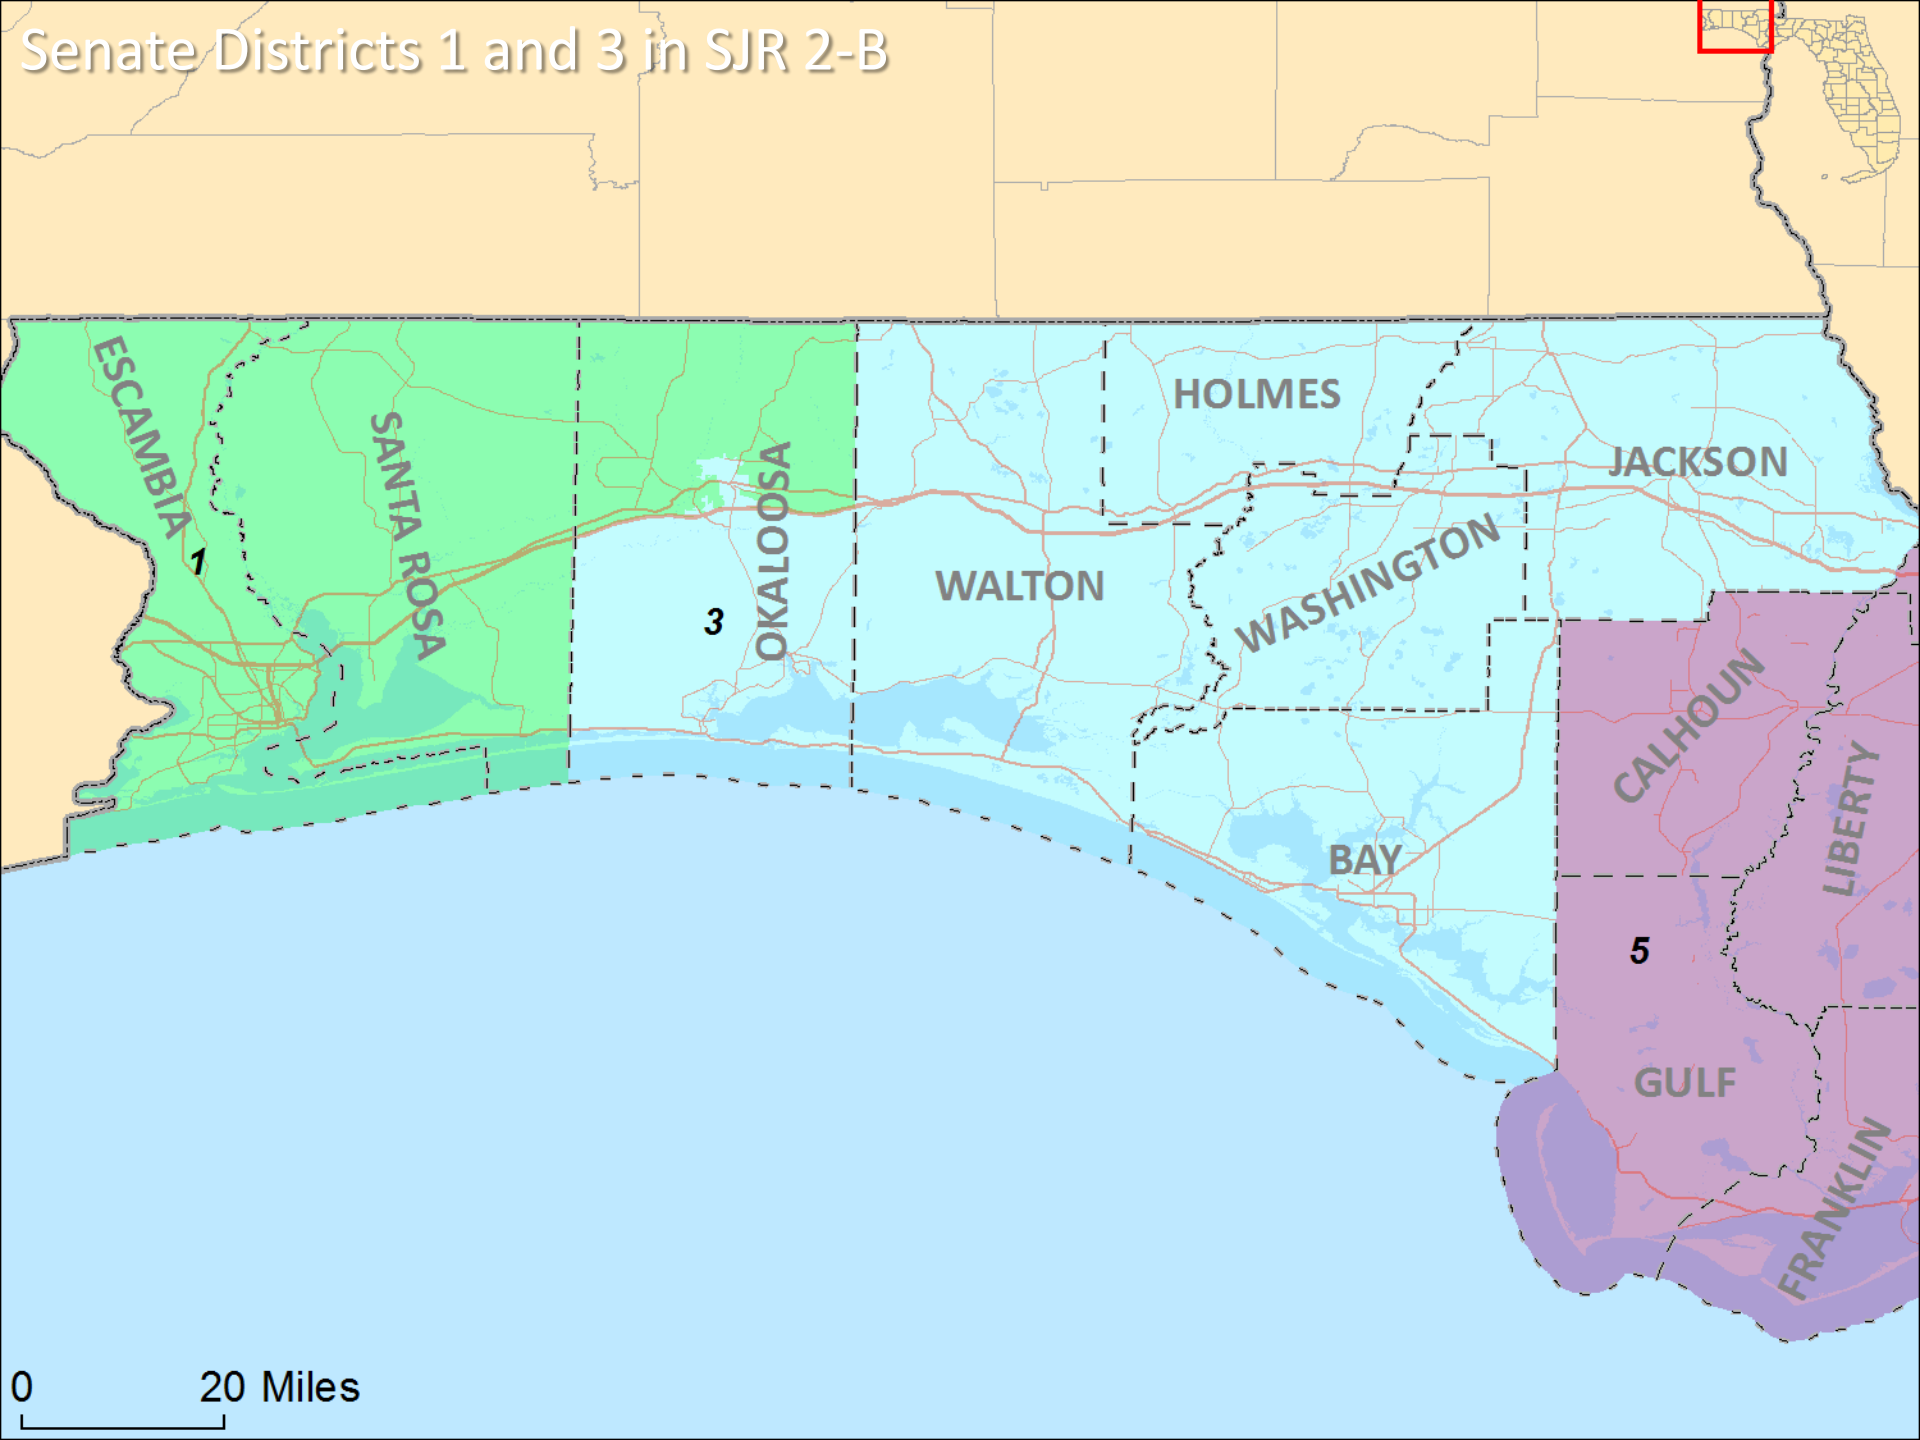 Senate Districts 1 and 3 in SJR 2-B
ESCAMBIA
SANTA ROSA
OKALOOSA
HOLMES
JACKSON
WALTON
WASHINGTON
1
3
CALHOUN
LIBERTY
BAY
5
GULF
FRANKLIN
0 20 Miles